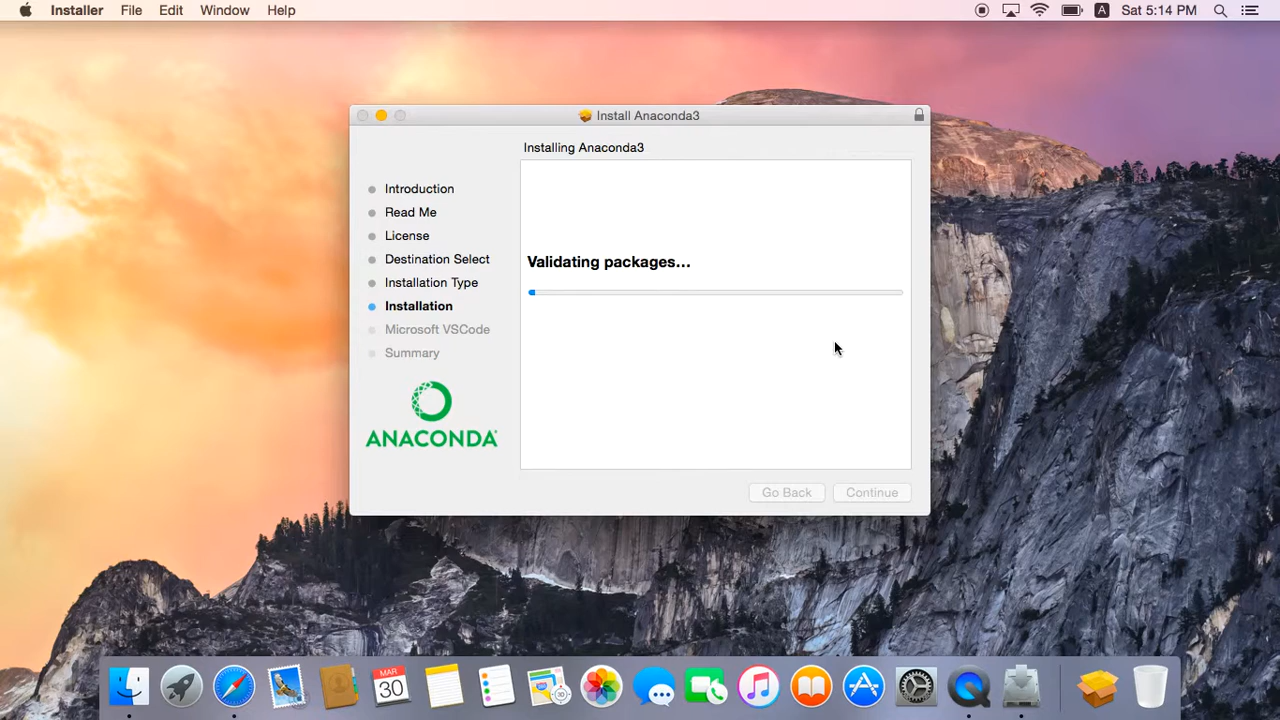 Installer File Edit Window Help A Sat 5:14 PM
Install Anaconda3
Installing Anaconda3
Introduction
Read Me
License
Destination Select
Installation Type
Installation
Microsoft VSCode
Summary
Validating packages...
ANACONDA
Go Back Continue
MAR
30